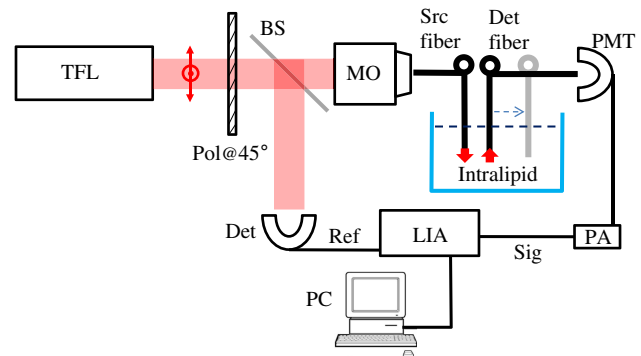 BS
Src
fiber
Det
fiber
PMT
TFL
MO
Pol@45°
Intralipid
Det
Ref
LIA
Sig
PA
PC